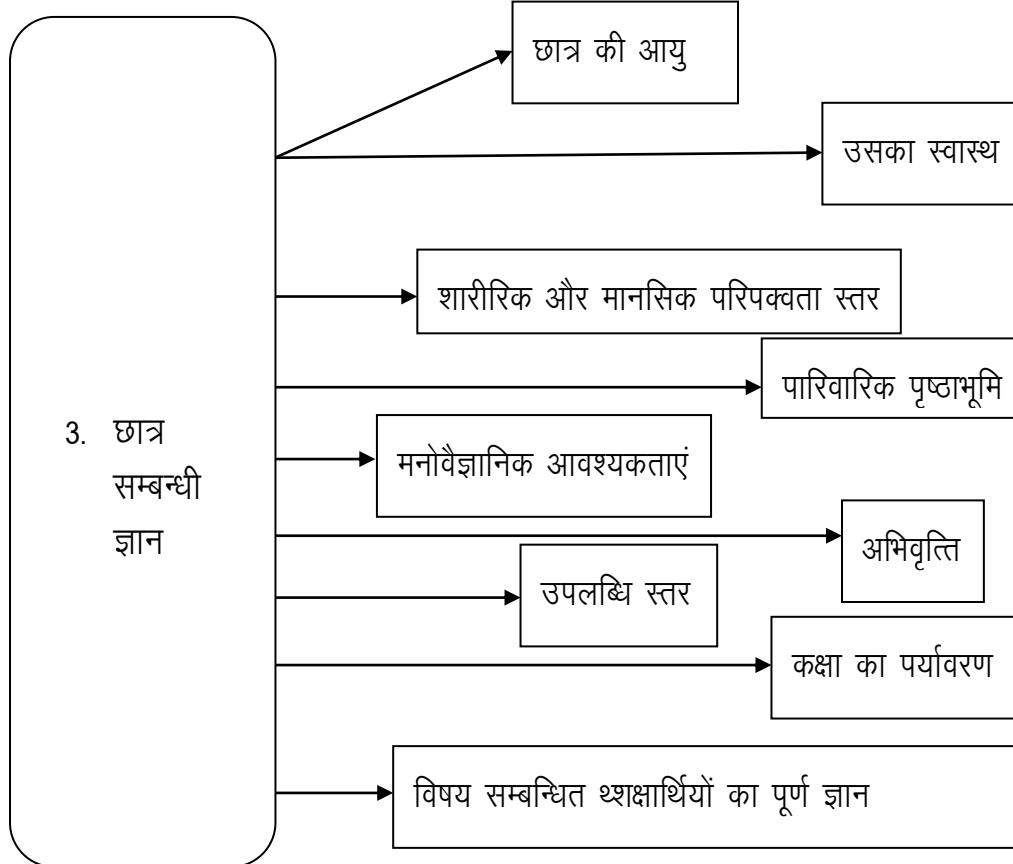 छात्र की आयु
उसका स्वास्थ
शारीरिक और मानसिक परिपक्वता स्तर
पारिवारिक पृष्ठाभूमि
3. छात्र
सम्बन्धी
ज्ञान
मनोवैज्ञानिक आवश्यकताएं
अभिवृत्ति
उपलब्धि स्तर
कक्षा का पर्यावरण
विषय सम्बन्धित थ्शक्षार्थियों का पूर्ण ज्ञान